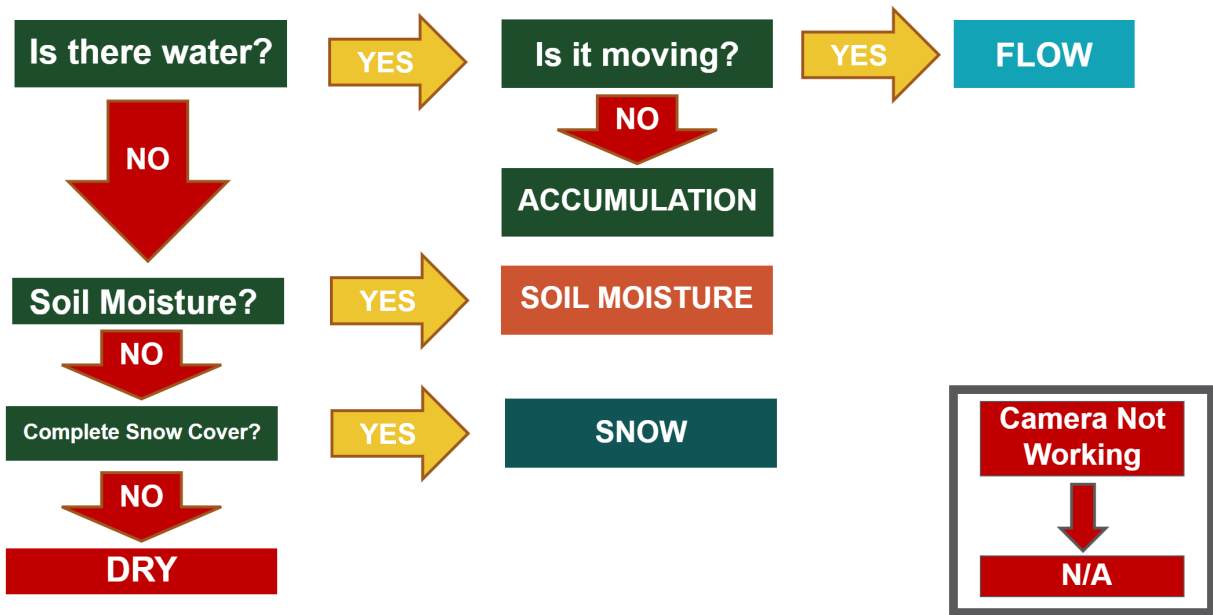 Is there water?
YES
Is it moving?
YES
FLOW
NO
NO
ACCUMULATION
Soil Moisture?
YES
SOIL MOISTURE
NO
Complete Snow Cover?
YES
SNOW
NO
DRY
Camera Not
Working
N/A